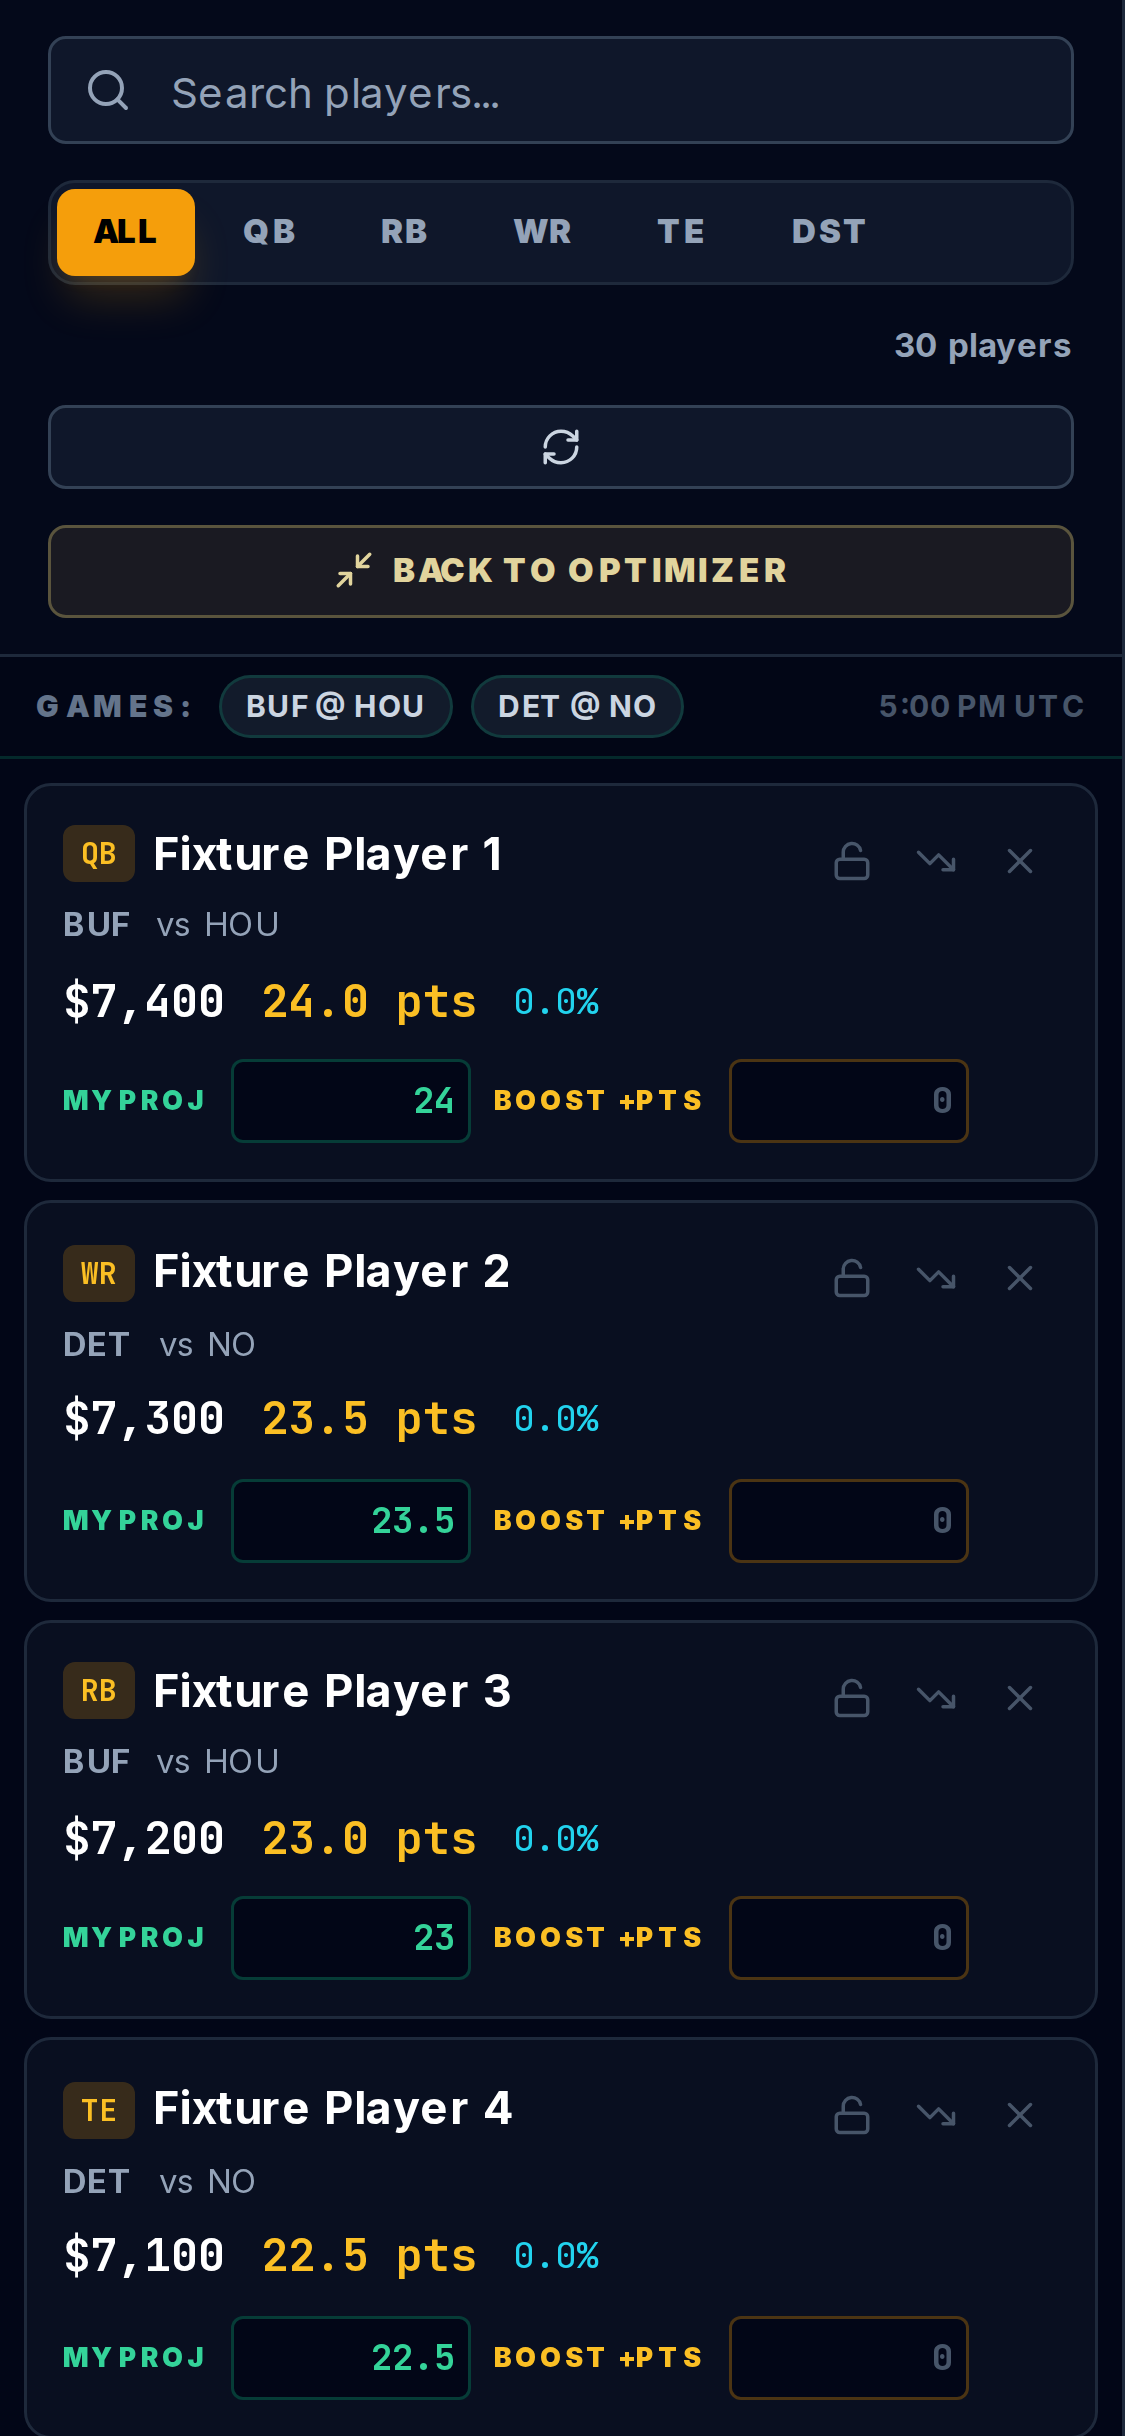 Search players...
ALL QB RB WR TE DST
30 players
BACK TO OPTIMIZER
GAMES: BUF @ HOU DET @ NO 5:00 PM UTC
QB Fixture Player 1
BUF vs HOU
$7,400 24.0 pts 0.0%
MY PROJ 24 BOOST +PTS 0
WR Fixture Player 2
DET vs NO
$7,300 23.5 pts 0.0%
MY PROJ 23.5 BOOST +PTS 0
RB Fixture Player 3
BUF vs HOU
$7,200 23.0 pts 0.0%
MY PROJ 23 BOOST +PTS 0
TE Fixture Player 4
DET vs NO
$7,100 22.5 pts 0.0%
MY PROJ 22.5 BOOST +PTS 0